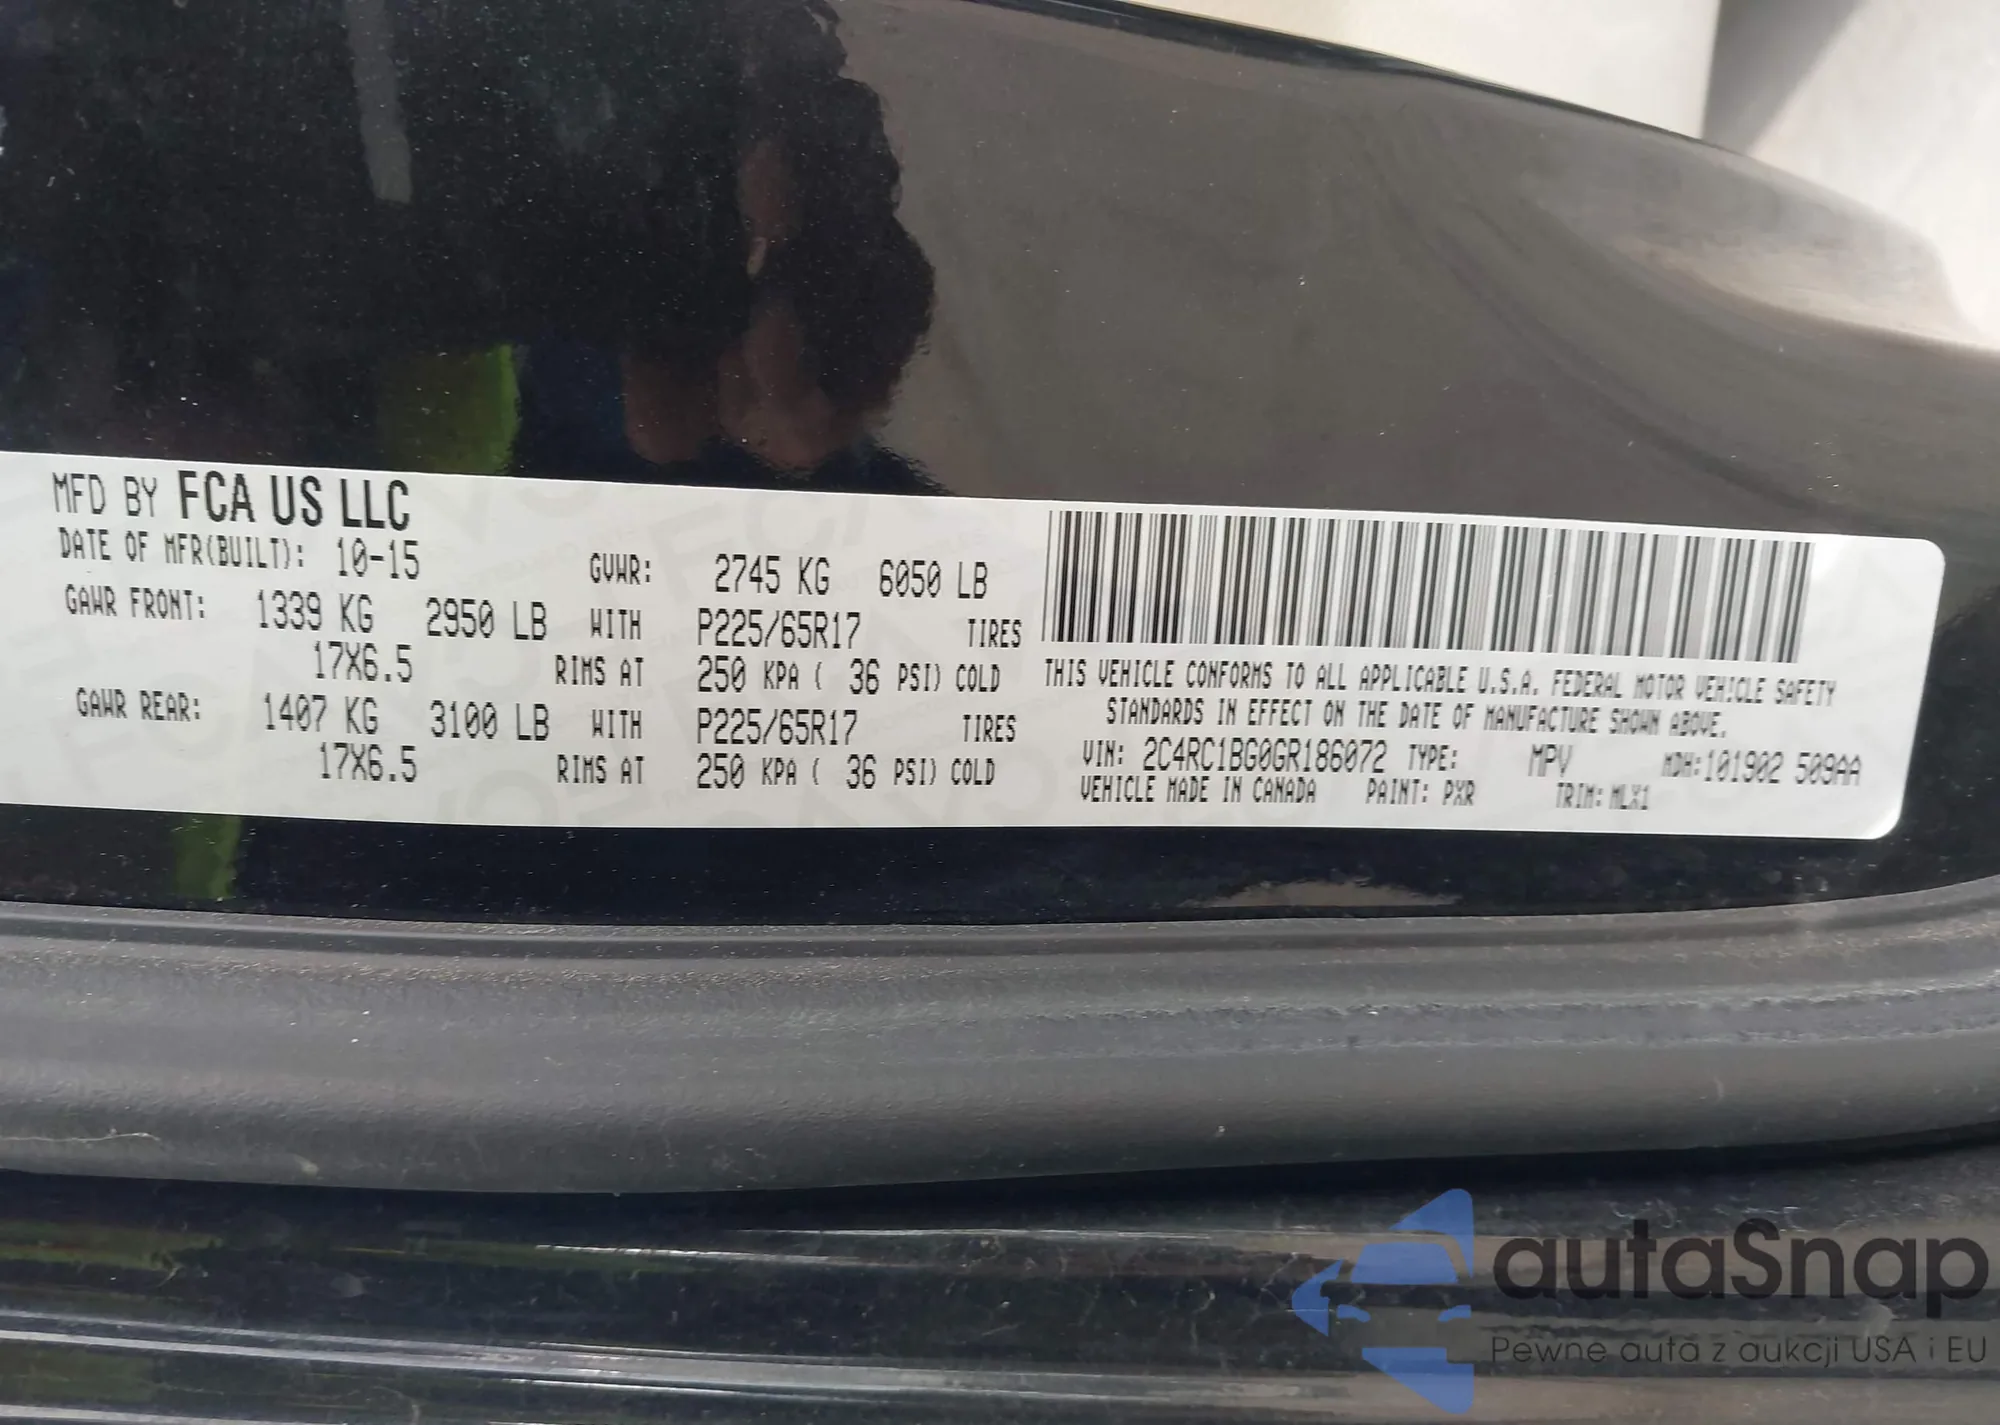 MFD BY FCA US LLC
DATE OF MFR(BUILT): 10-15 GVWR: 2745 KG 6050 LB
GAWR FRONT: 1339 KG 2950 LB WITH P225/65R17 TIRES
17X6.5 RIMS AT 250 KPA ( 36 PSI) COLD
GAWR REAR: 1407 KG 3100 LB WITH P225/65R17 TIRES
17X6.5 RIMS AT 250 KPA ( 36 PSI) COLD
THIS VEHICLE CONFORMS TO ALL APPLICABLE U.S.A. FEDERAL MOTOR VEHICLE SAFETY
STANDARDS IN EFFECT ON THE DATE OF MANUFACTURE SHOWN ABOVE.
VIN: 2C4RC1BG0GR186072 TYPE: MPV MDH:101902 509AA
VEHICLE MADE IN CANADA PAINT: PXR TRIM: MLX1
autaSnap
Pewne auta z aukcji USA i EU